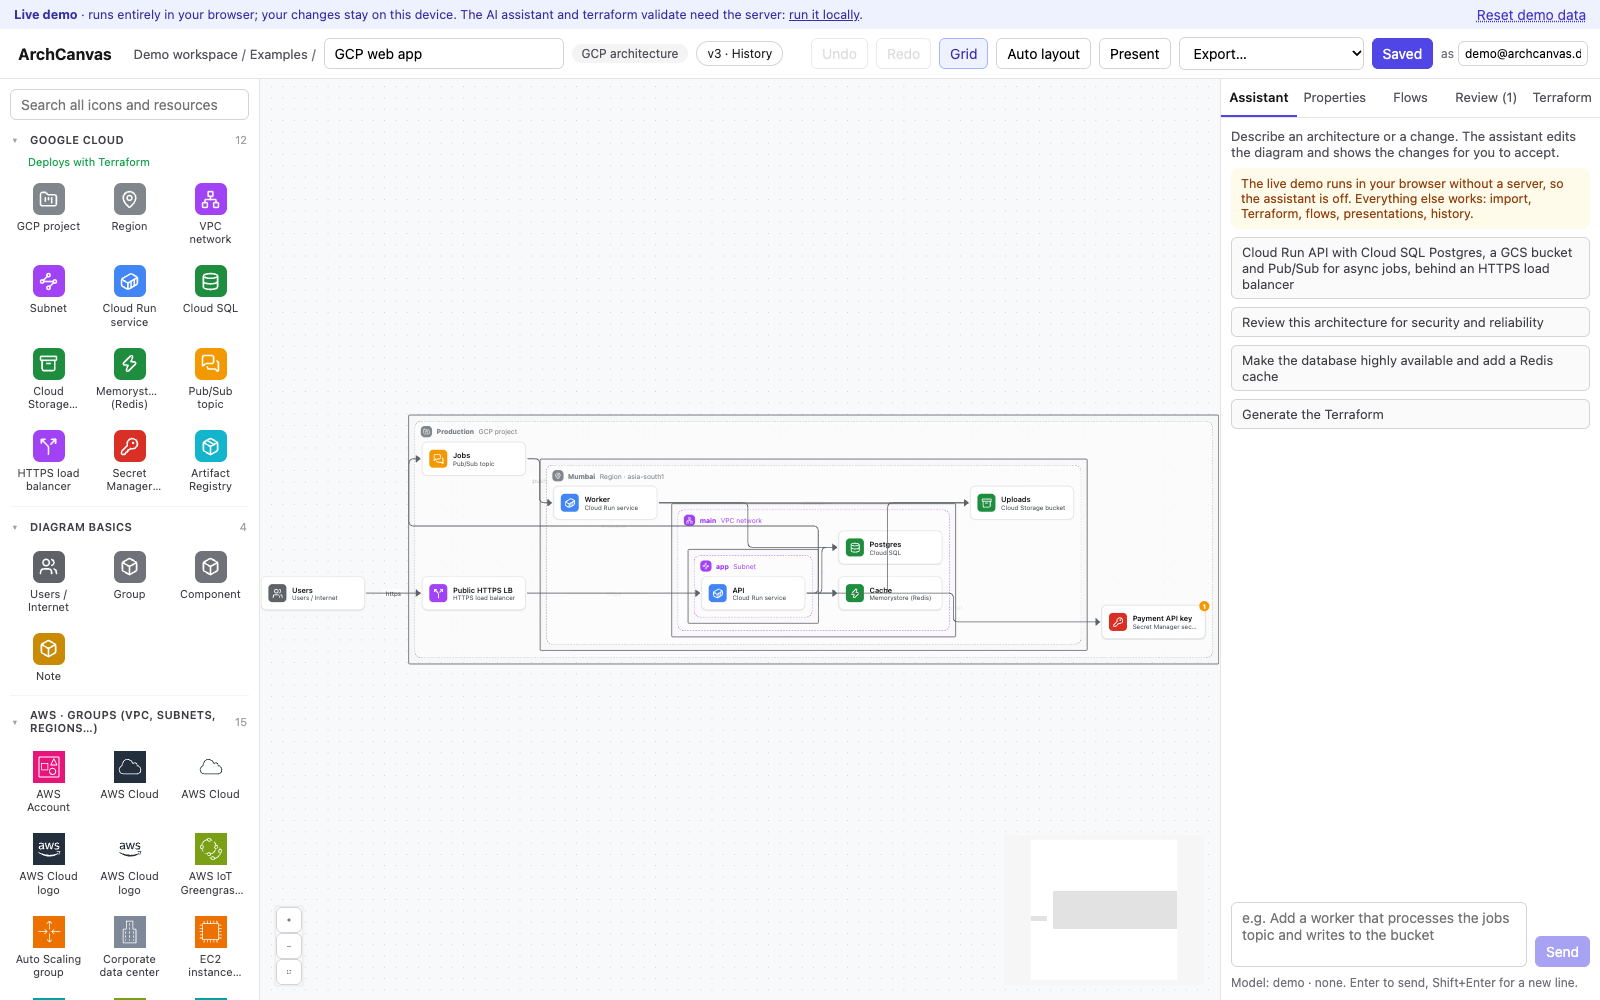 Live demo · runs entirely in your browser; your changes stay on this device. The AI assistant and terraform validate need the server: run it locally.
Reset demo data
ArchCanvas
Demo workspace / Examples /
GCP web app
GCP architecture
v3 · History
Undo
Redo
Grid
Auto layout
Present
Export...
Saved
as
demo@archcanvas.d
Search all icons and resources
GOOGLE CLOUD
12
Deploys with Terraform
GCP project
Region
VPC
network
Subnet
Cloud Run
service
Cloud SQL
Cloud
Storage...
Memoryst...
(Redis)
Pub/Sub
topic
HTTPS load
balancer
Secret
Manager...
Artifact
Registry
DIAGRAM BASICS
4
Users /
Internet
Group
Component
Note
AWS · GROUPS (VPC, SUBNETS,
REGIONS...)
15
AWS
Account
AWS Cloud
AWS Cloud
aws
aws
AWS Cloud
logo
AWS Cloud
logo
AWS IoT
Greengras...
Auto Scaling
group
Corporate
data center
EC2
instance...
Production GCP project
Jobs
Pub/Sub topic
Mumbai Region · asia-south1
Worker
Cloud Run service
Uploads
Cloud Storage bucket
main VPC network
Postgres
Cloud SQL
app Subnet
Users
Users / Internet
https
Public HTTPS LB
HTTPS load balancer
API
Cloud Run service
Cache
Memorystore (Redis)
1
Payment API key
Secret Manager sec...
Assistant
Properties
Flows
Review (1)
Terraform
Describe an architecture or a change. The assistant edits
the diagram and shows the changes for you to accept.
The live demo runs in your browser without a server, so
the assistant is off. Everything else works: import,
Terraform, flows, presentations, history.
Cloud Run API with Cloud SQL Postgres, a GCS bucket
and Pub/Sub for async jobs, behind an HTTPS load
balancer
Review this architecture for security and reliability
Make the database highly available and add a Redis
cache
Generate the Terraform
e.g. Add a worker that processes the jobs
topic and writes to the bucket
Send
Model: demo · none. Enter to send, Shift+Enter for a new line.